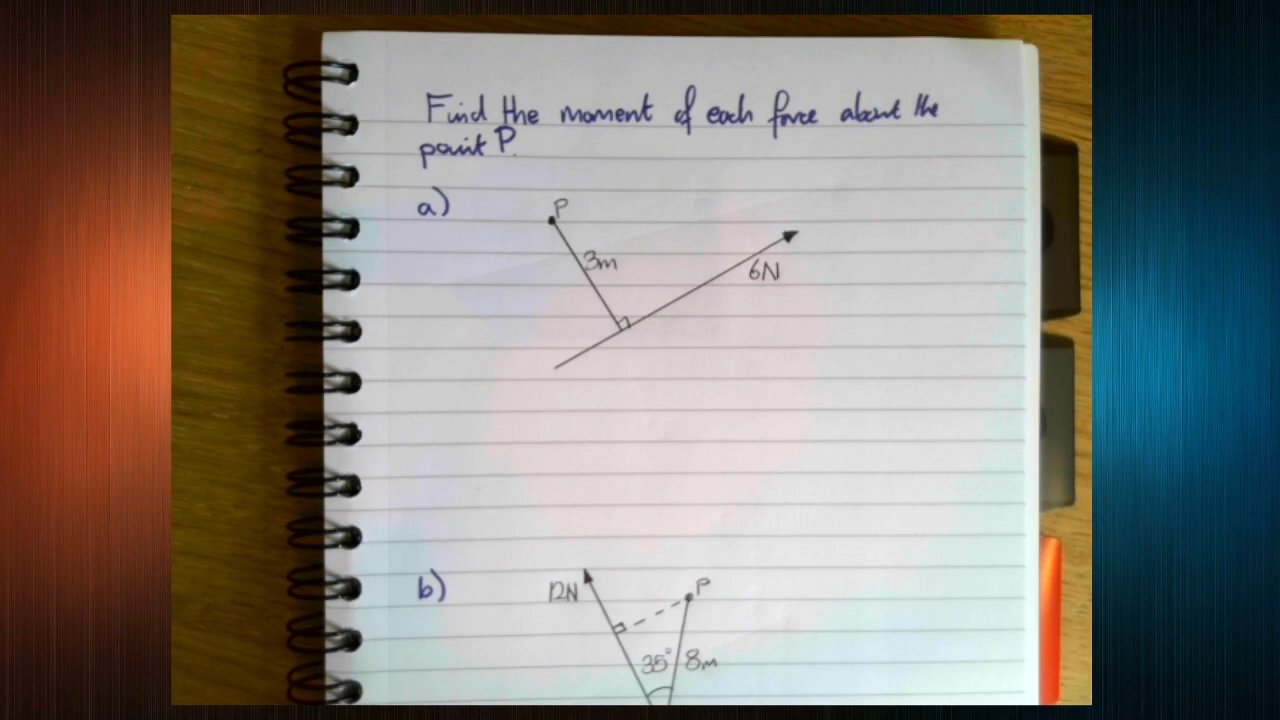 Find the moment of each force about the
point P.
a)
P
3m
6N
b)
12N
P
35° 8m